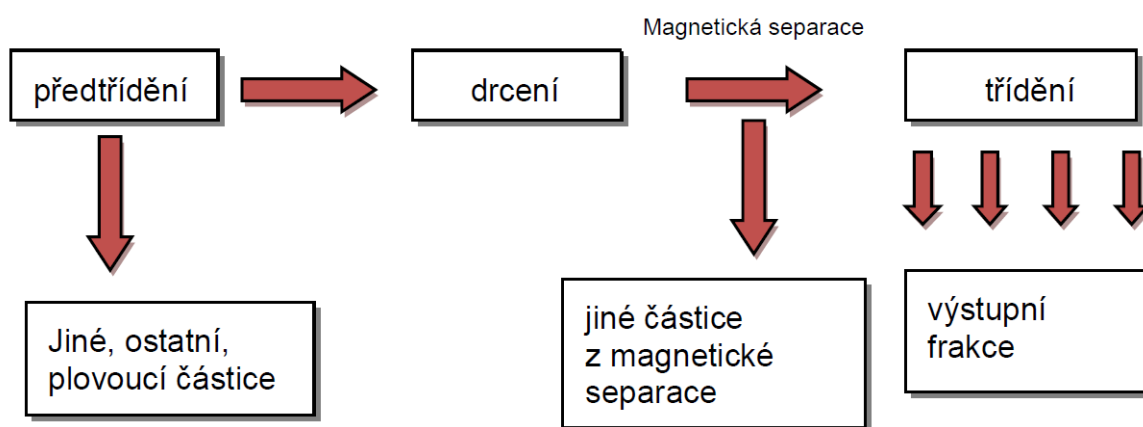 Magnetická separace
předtřídění
drcení
třídění
Jiné, ostatní,
plovoucí částice
jiné částice
z magnetické
separace
výstupní
frakce